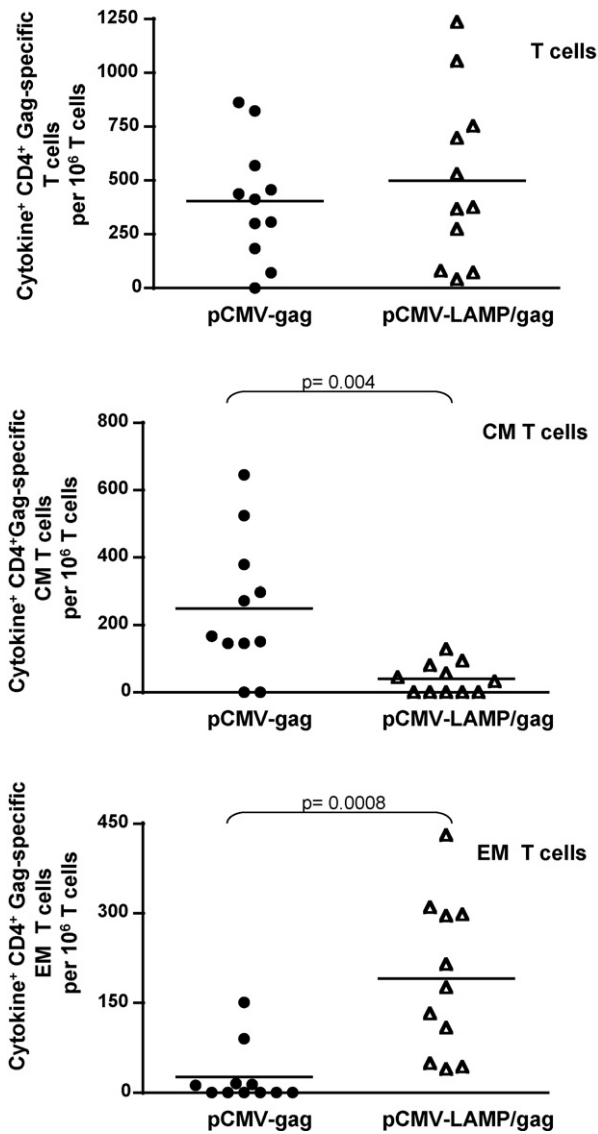 Cytokine⁺ CD4⁺ Gag-specific
T cells
per 10⁶ T cells
1250
1000
750
500
250
0
T cells
pCMV-gag
pCMV-LAMP/gag
p= 0.004
Cytokine⁺ CD4⁺Gag-specific
CM T cells
per 10⁶ T cells
800
600
400
200
0
CM T cells
pCMV-gag
pCMV-LAMP/gag
p= 0.0008
Cytokine⁺ CD4⁺ Gag-specific
EM T cells
per 10⁶ T cells
450
300
150
0
EM T cells
pCMV-gag
pCMV-LAMP/gag